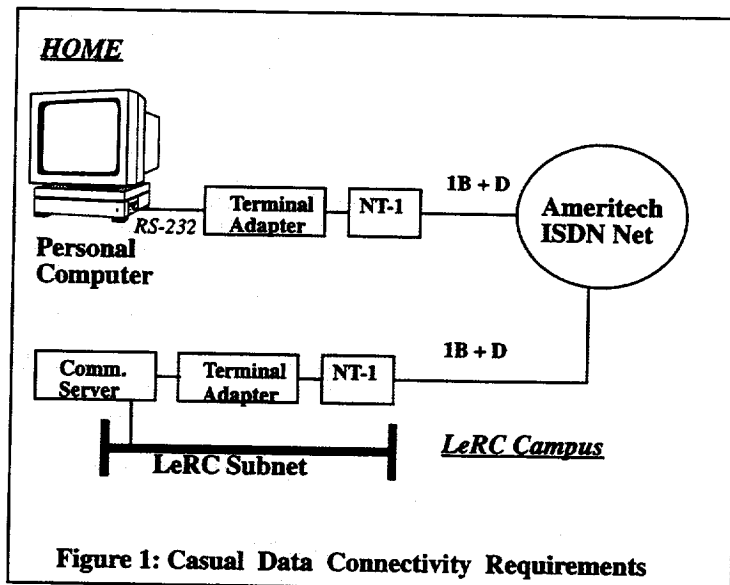 HOME
1B + D
Terminal
Adapter
NT-1
Ameritech
ISDN Net
RS-232
Personal
Computer
1B + D
Comm.
Server
Terminal
Adapter
NT-1
LeRC Campus
LeRC Subnet
Figure 1: Casual Data Connectivity Requirements